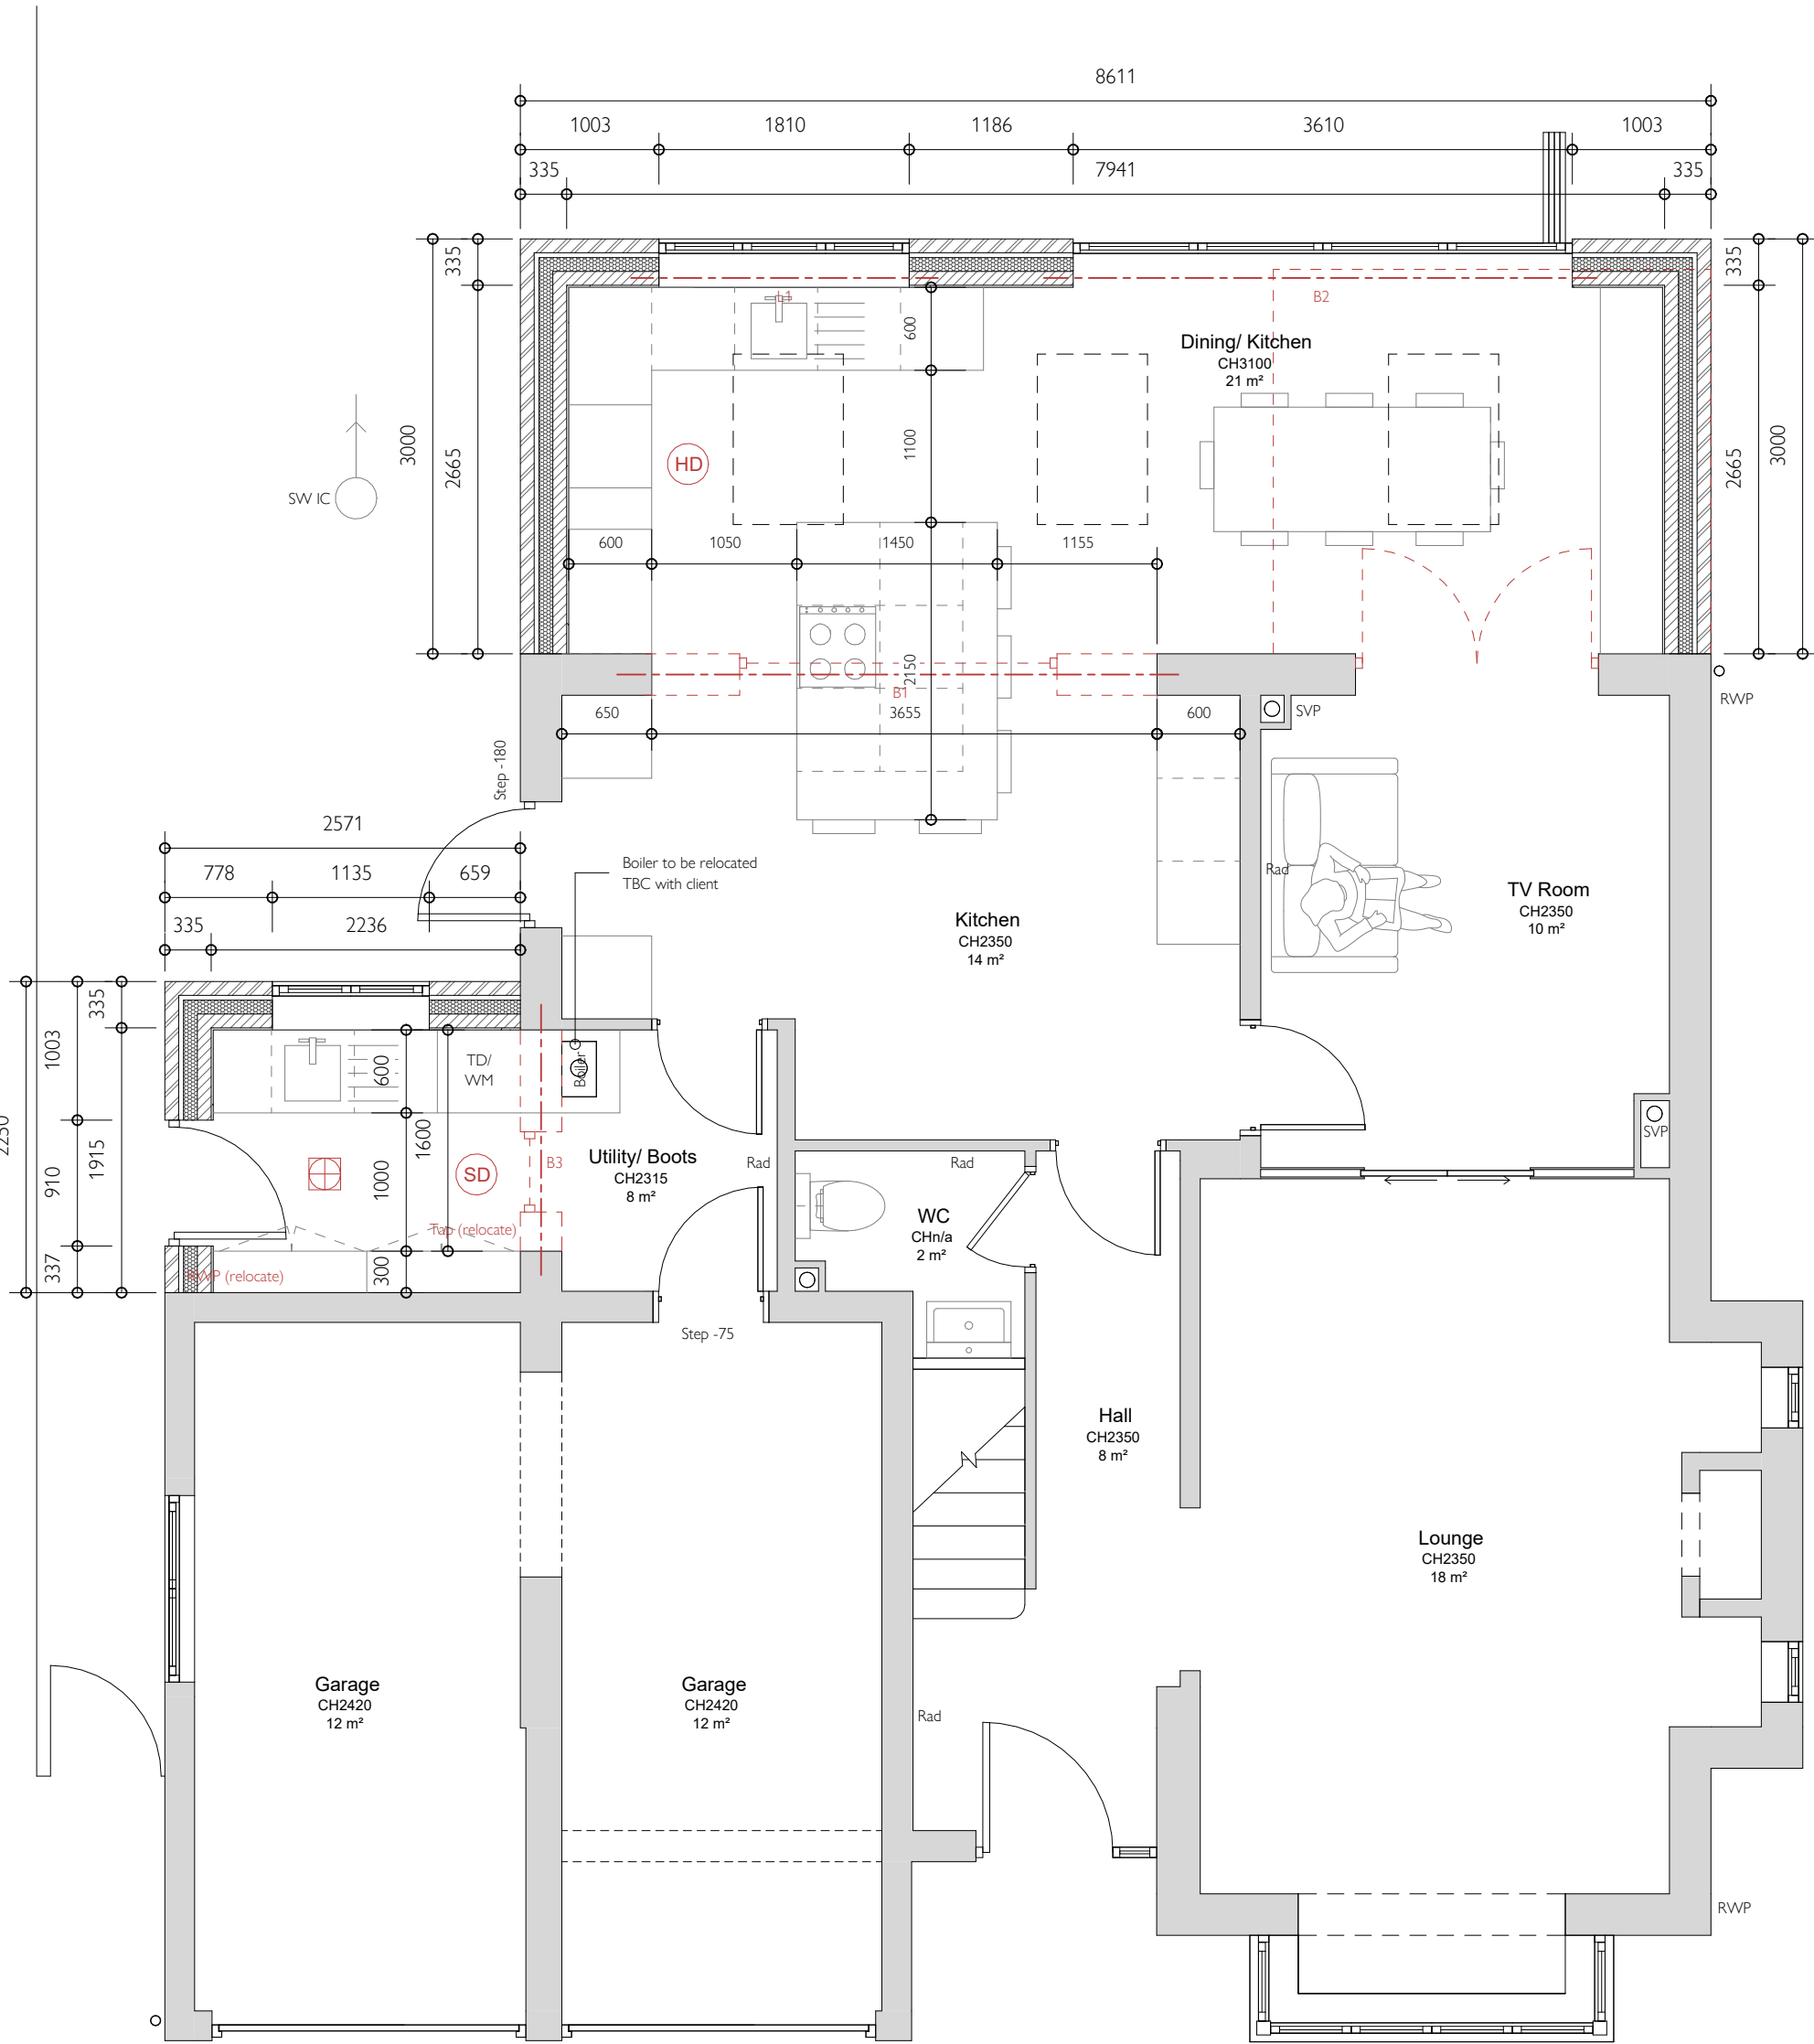 8611
1003
1810
1186
3610
1003
335
7941
335
335
3000
2665
335
2665
3000
L1
B2
600
Dining/ Kitchen
CH3100
21 m²
1100
HD
SW IC
600
1050
1450
1155
2150
B1
650
3655
600
SVP
RWP
Step -180
2571
778
1135
659
335
2236
Boiler to be relocated
TBC with client
Rad
Kitchen
CH2350
14 m²
TV Room
CH2350
10 m²
335
1003
910
1915
337
2250
600
TD/
WM
Boiler
1600
1000
SD
B3
Utility/ Boots
CH2315
8 m²
Rad
Rad
SVP
Tap (relocate)
RWP (relocate)
300
WC
CHn/a
2 m²
Step -75
Hall
CH2350
8 m²
Lounge
CH2350
18 m²
Garage
CH2420
12 m²
Garage
CH2420
12 m²
Rad
RWP